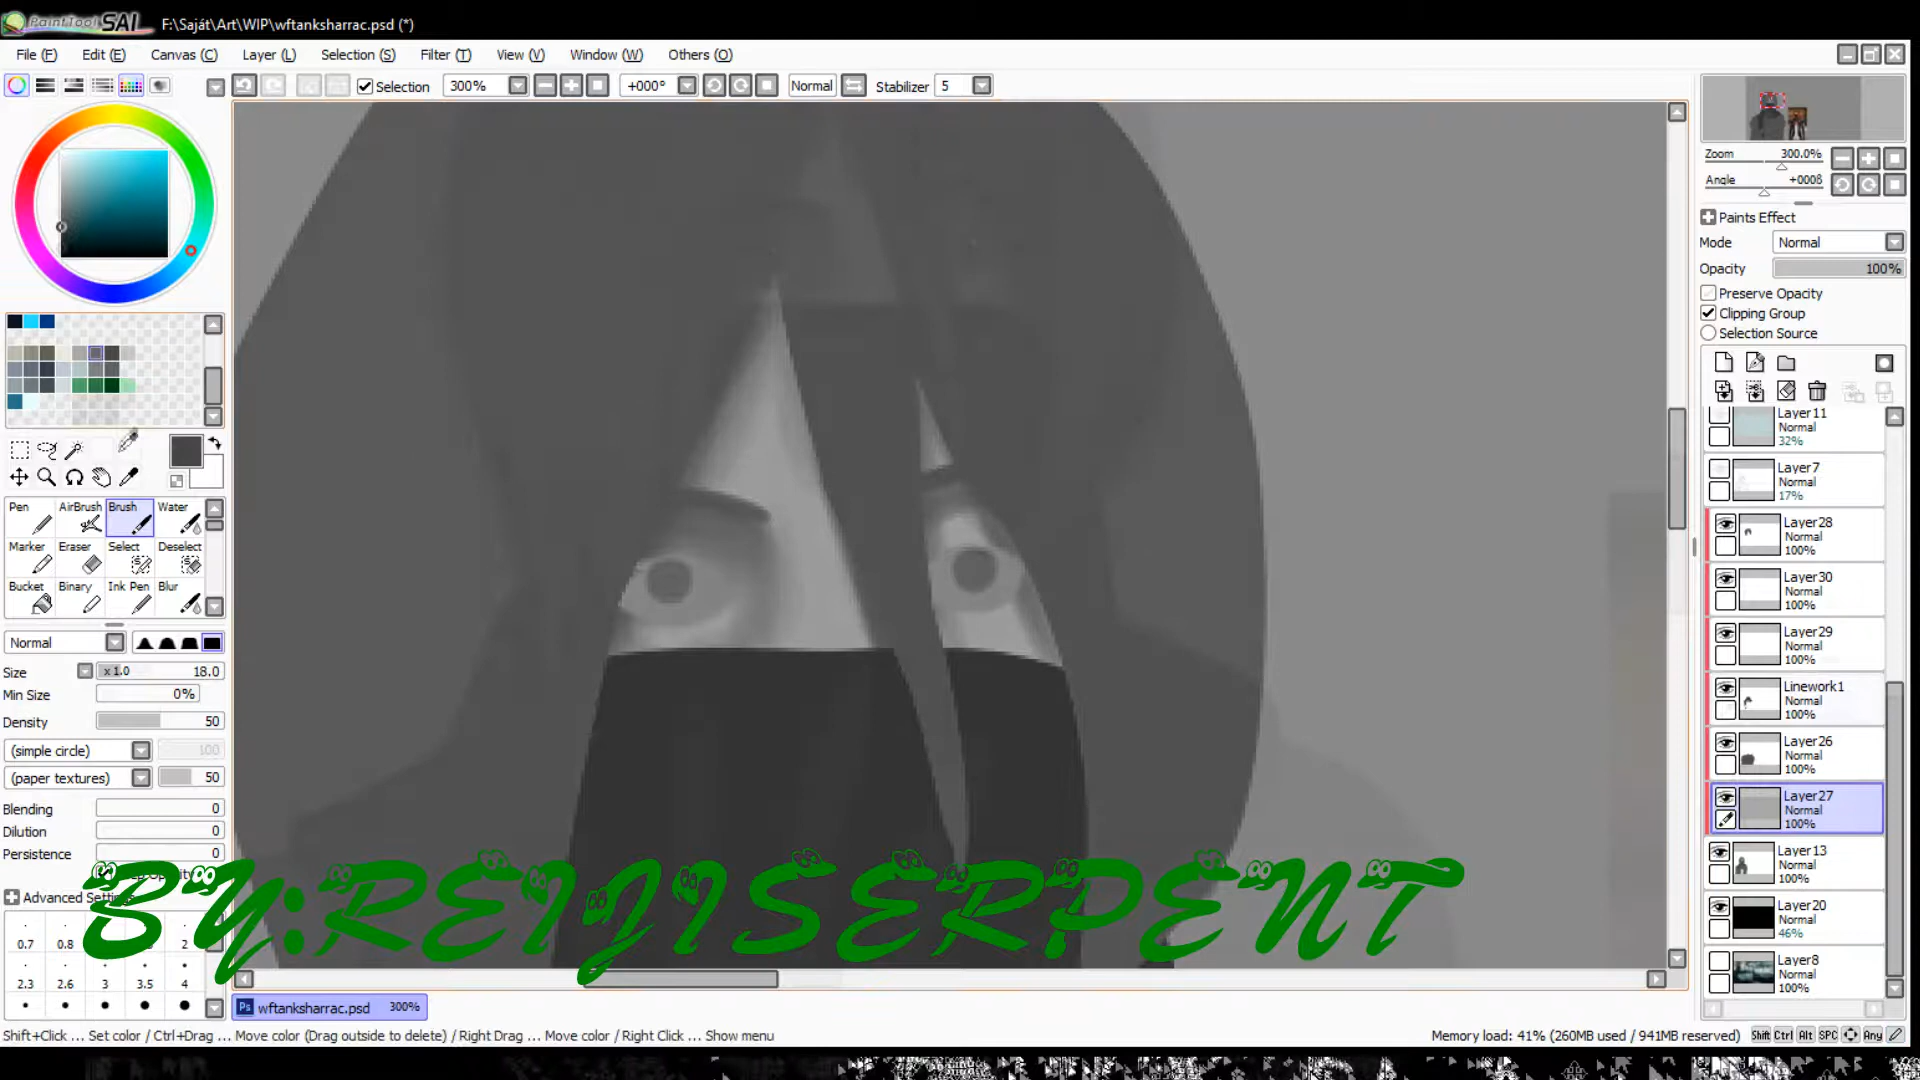 PaintTool SAI F:\Saját\Art\WIP\wftanksharrac.psd (*)
File (F) Edit (E) Canvas (C) Layer (L) Selection (S) Filter (T) View (V) Window (W) Others (O)
Selection 300% +000° Normal Stabilizer 5
Zoom 300.0%
Angle +000ß
Paints Effect
Mode Normal
Opacity 100%
Preserve Opacity
Clipping Group
Selection Source
Layer11
Normal
32%
Layer7
Normal
17%
Layer28
Normal
100%
Layer30
Normal
100%
Layer29
Normal
100%
Linework1
Normal
100%
Layer26
Normal
100%
Layer27
Normal
100%
Layer13
Normal
100%
Layer20
Normal
46%
Layer8
Normal
100%
Pen AirBrush Brush Water
Marker Eraser Select Deselect
Bucket Binary Ink Pen Blur
Normal
Size x1.0 18.0
Min Size 0%
Density 50
(simple circle) 100
(paper textures) 50
Blending 0
Dilution 0
Persistence 0
Advanced
0.7 0.8 2
2.3 2.6 3 3.5 4
BY:REIJISERPENT
wftanksharrac.psd 300%
Shift+Click ... Set color / Ctrl+Drag ... Move color (Drag outside to delete) / Right Drag ... Move color / Right Click ... Show menu
Memory load: 41% (260MB used / 941MB reserved) Shift Ctrl Alt SPC Any